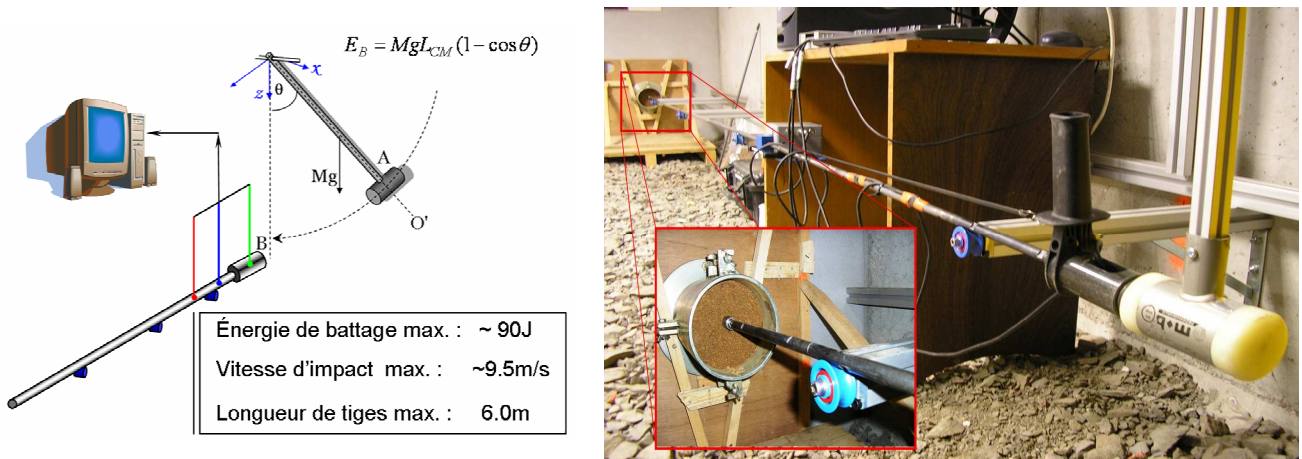 E_B = MgL_CM (1 − cosθ)
x
z
θ
A
Mg
O'
B
Énergie de battage max. : ~ 90J
Vitesse d'impact max. : ~9.5m/s
Longueur de tiges max. : 6.0m
m+p